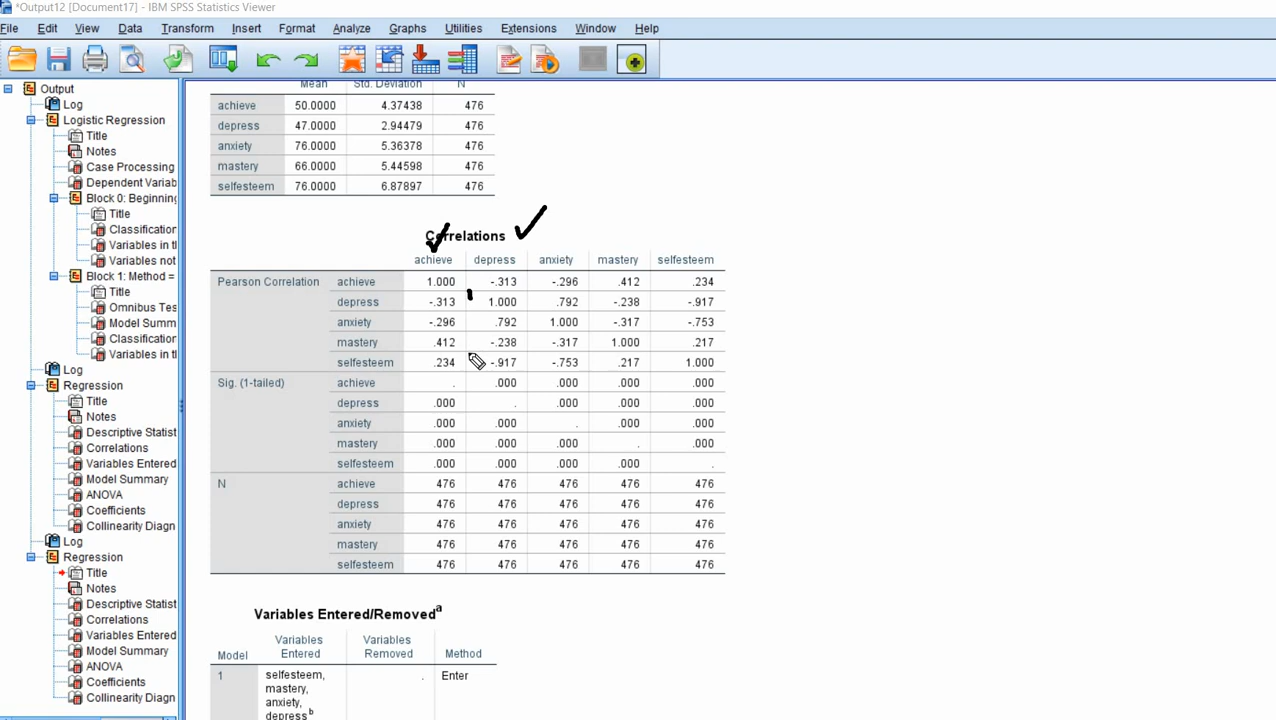 *Output12 [Document17] - IBM SPSS Statistics Viewer
File Edit View Data Transform Insert Format Analyze Graphs Utilities Extensions Window Help
Output
Log
Logistic Regression
Title
Notes
Case Processing
Dependent Variab
Block 0: Beginning
Title
Classification
Variables in tl
Variables not
Block 1: Method =
Title
Omnibus Tes
Model Summ
Classification
Variables in tl
Log
Regression
Title
Notes
Descriptive Statist
Correlations
Variables Entered
Model Summary
ANOVA
Coefficients
Collinearity Diagn
Log
Regression
Title
Notes
Descriptive Statist
Correlations
Variables Entered
Model Summary
ANOVA
Coefficients
Collinearity Diagn
Mean Std. Deviation N
achieve 50.0000 4.37438 476
depress 47.0000 2.94479 476
anxiety 76.0000 5.36378 476
mastery 66.0000 5.44598 476
selfesteem 76.0000 6.87897 476
Correlations
achieve depress anxiety mastery selfesteem
Pearson Correlation achieve 1.000 -.313 -.296 .412 .234
depress -.313 1.000 .792 -.238 -.917
anxiety -.296 .792 1.000 -.317 -.753
mastery .412 -.238 -.317 1.000 .217
selfesteem .234 -.917 -.753 .217 1.000
Sig. (1-tailed) achieve . .000 .000 .000 .000
depress .000 . .000 .000 .000
anxiety .000 .000 . .000 .000
mastery .000 .000 .000 . .000
selfesteem .000 .000 .000 .000 .
N achieve 476 476 476 476 476
depress 476 476 476 476 476
anxiety 476 476 476 476 476
mastery 476 476 476 476 476
selfesteem 476 476 476 476 476
Variables Entered/Removedᵃ
Model Variables Entered Variables Removed Method
1 selfesteem, . Enter
mastery,
anxiety,
depressᵇ